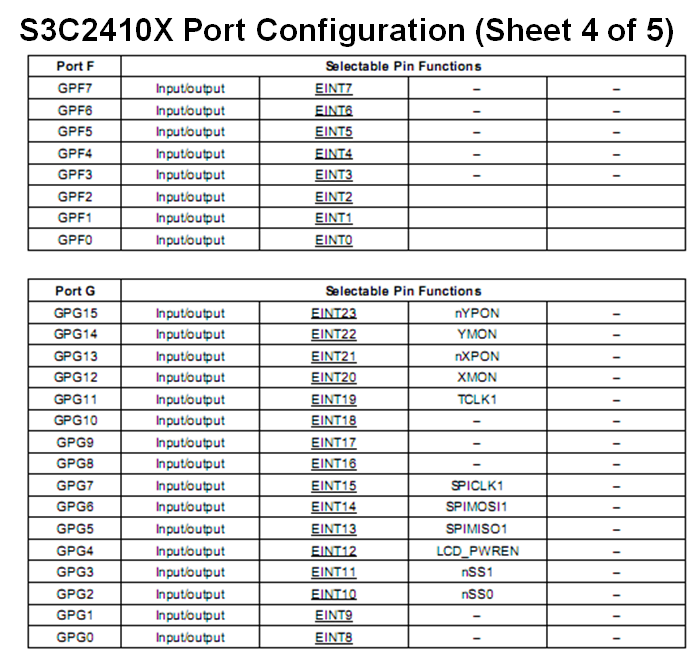 S3C2410X Port Configuration (Sheet 4 of 5)
Port F Selectable Pin Functions
GPF7 Input/output EINT7 – –
GPF6 Input/output EINT6 – –
GPF5 Input/output EINT5 – –
GPF4 Input/output EINT4 – –
GPF3 Input/output EINT3 – –
GPF2 Input/output EINT2
GPF1 Input/output EINT1
GPF0 Input/output EINT0
Port G Selectable Pin Functions
GPG15 Input/output EINT23 nYPON –
GPG14 Input/output EINT22 YMON –
GPG13 Input/output EINT21 nXPON –
GPG12 Input/output EINT20 XMON –
GPG11 Input/output EINT19 TCLK1 –
GPG10 Input/output EINT18 – –
GPG9 Input/output EINT17 – –
GPG8 Input/output EINT16 – –
GPG7 Input/output EINT15 SPICLK1 –
GPG6 Input/output EINT14 SPIMOSI1 –
GPG5 Input/output EINT13 SPIMISO1 –
GPG4 Input/output EINT12 LCD_PWREN –
GPG3 Input/output EINT11 nSS1 –
GPG2 Input/output EINT10 nSS0 –
GPG1 Input/output EINT9 – –
GPG0 Input/output EINT8 – –